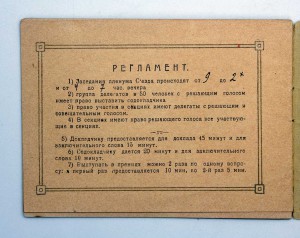 РЕГЛАМЕНТ.
1) Заседания пленума С'езда происходят от 9 до 2х
и от 4 до 7 час вечера
2) группа делегатов в 50 человек с решающим голосом
имеет право выставлять содокладчика
3) право участия в секциях имеют делегаты с решающим и
совещательным голосом.
4) В секциях имеют право решающего голоса все участвующие
в секциях.
5) Докладчику предоставляется для доклада 45 минут и для
заключительного слова 15 минут.
6) Содокладчику дается 20 минут и для заключительного
слова 10 минут.
7) Выступать в прениях можно 2 раза по одному вопросу:
в первый раз предоставляется 10 мин, во 2-й раз 5 мин.